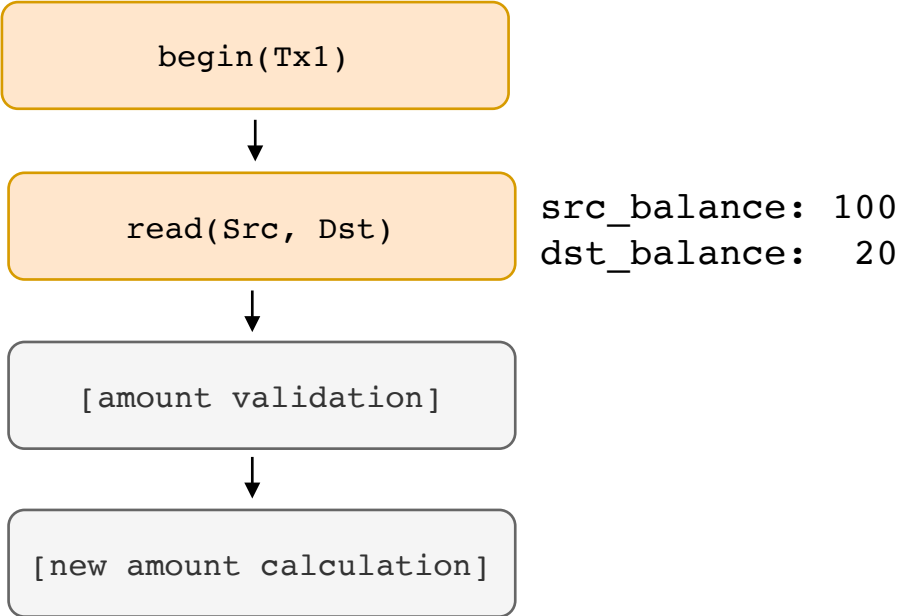 begin(Tx1)
read(Src, Dst)
src_balance: 100
dst_balance: 20
[amount validation]
[new amount calculation]